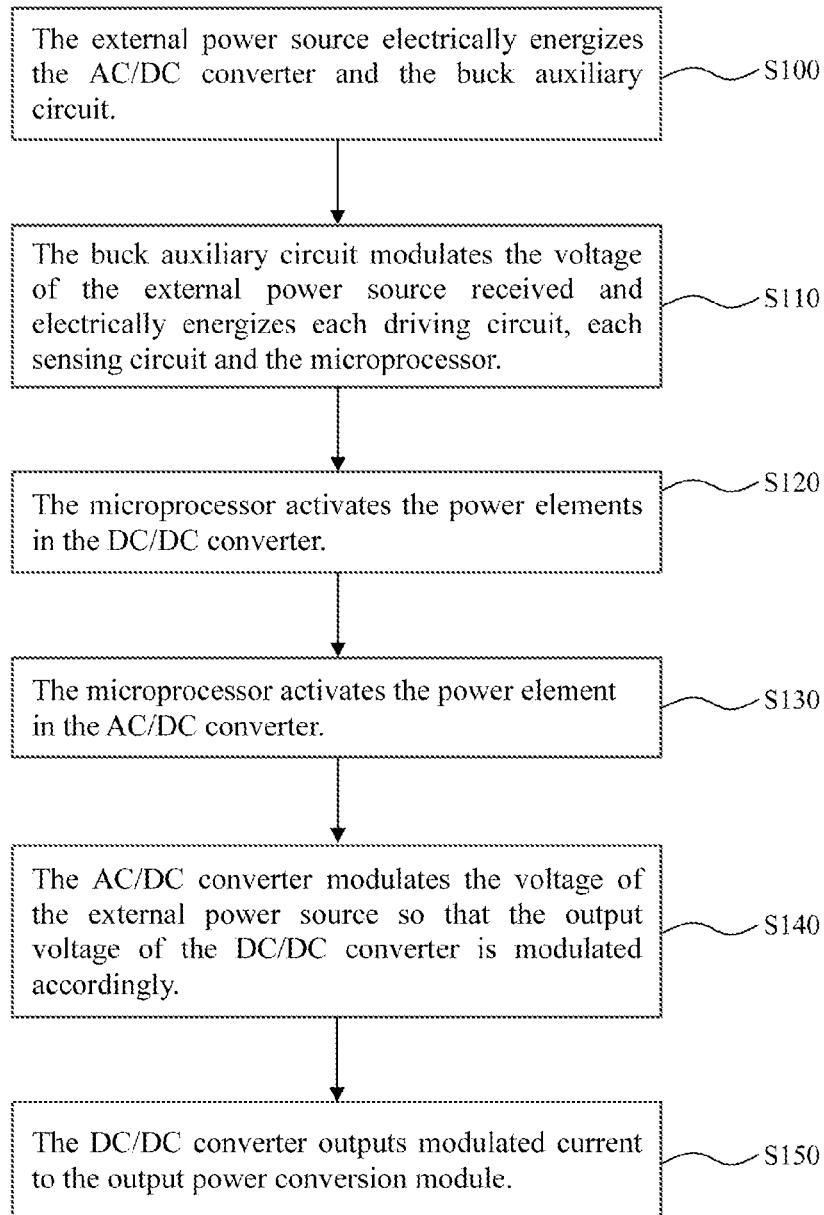 The external power source electrically energizes
the AC/DC converter and the buck auxiliary
circuit.
S100
The buck auxiliary circuit modulates the voltage
of the external power source received and
electrically energizes each driving circuit, each
sensing circuit and the microprocessor.
S110
The microprocessor activates the power elements
in the DC/DC converter.
S120
The microprocessor activates the power element
in the AC/DC converter.
S130
The AC/DC converter modulates the voltage of
the external power source so that the output
voltage of the DC/DC converter is modulated
accordingly.
S140
The DC/DC converter outputs modulated current
to the output power conversion module.
S150